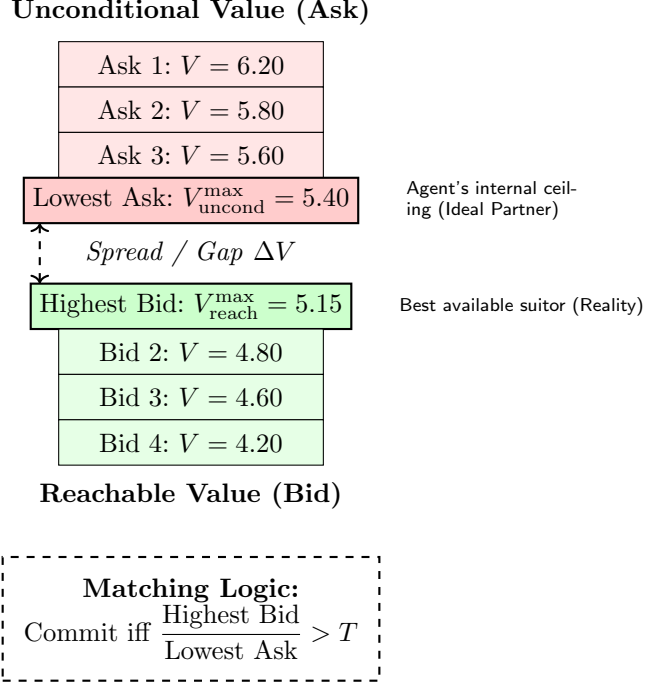 Unconditional Value (Ask)
Ask 1: V = 6.20
Ask 2: V = 5.80
Ask 3: V = 5.60
Lowest Ask: V_uncond^max = 5.40
Agent's internal ceil-
ing (Ideal Partner)
Spread / Gap ΔV
Highest Bid: V_reach^max = 5.15
Best available suitor (Reality)
Bid 2: V = 4.80
Bid 3: V = 4.60
Bid 4: V = 4.20
Reachable Value (Bid)
Matching Logic:
Commit iff Highest Bid / Lowest Ask > T